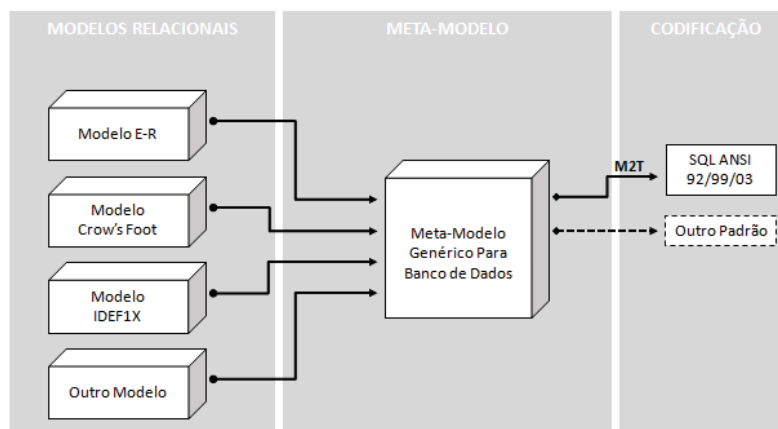 MODELOS RELACIONAIS
META-MODELO
CODIFICAÇÃO
Modelo E-R
Modelo
Crow's Foot
Modelo
IDEF1X
Outro Modelo
Meta-Modelo
Genérico Para
Banco de Dados
M2T
SQL ANSI
92/99/03
Outro Padrão